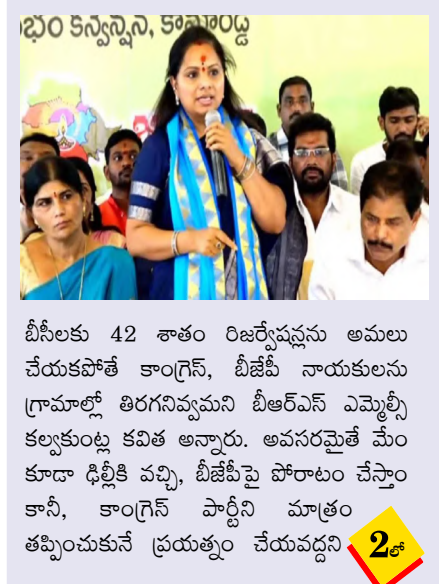 భం కన్వెన్షన్, కామారెడ్డి
బీసీలకు 42 శాతం రిజర్వేషన్లను అమలు
చేయకపోతే కాంగ్రెస్, బీజేపీ నాయకులను
గ్రామాల్లో తిరగనివ్వమని బీఆర్ఎస్ ఎమ్మెల్సీ
కల్వకుంట్ల కవిత అన్నారు. అవసరమైతే మేం
కూడా ఢిల్లీకి వచ్చి, బీజేపీపై పోరాటం చేస్తాం
కానీ, కాంగ్రెస్ పార్టీని మాత్రం
తప్పించుకునే ప్రయత్నం చేయవద్దని 2లో